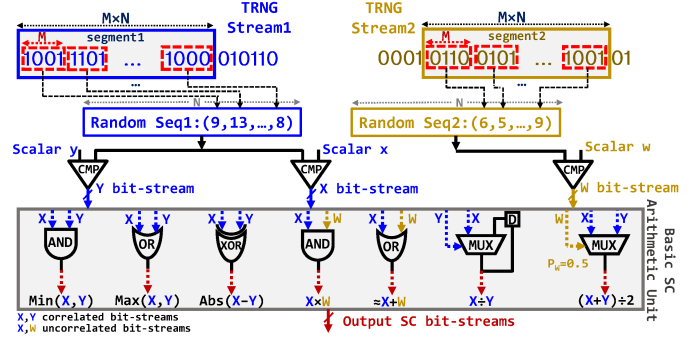 M×N
TRNG
Stream1
segment1
M
1001 1101 ... 1000 010110
...
N
Random Seq1:(9,13,…,8)
TRNG
Stream2
M×N
segment2
M
0001 0110 0101 ... 1001 01
...
N
Random Seq2:(6,5,…,9)
Scalar y
CMP
Scalar x
CMP
Scalar w
CMP
Y bit-stream
X bit-stream
W bit-stream
X Y
X Y
X Y
X W
X W
Y X
D
W X Y
AND
OR
XOR
AND
OR
MUX
MUX
PW=0.5
Min(X,Y)
Max(X,Y)
Abs(X-Y)
X×W
≈X+W
X÷Y
(X+Y)÷2
X,Y correlated bit-streams
X,W uncorrelated bit-streams
Output SC bit-streams
Basic SC
Arithmetic Unit